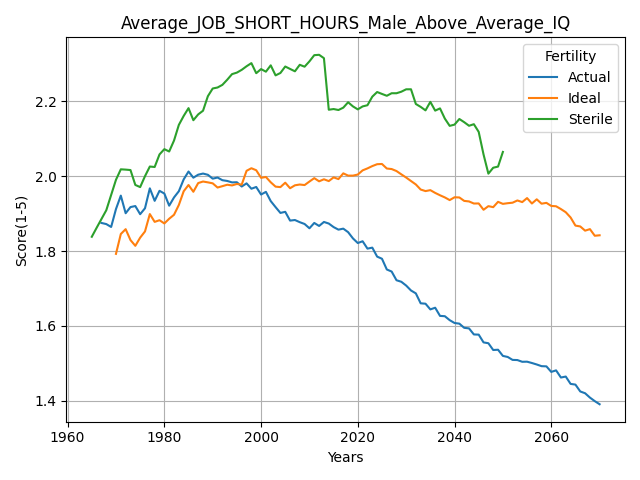 Average_JOB_SHORT_HOURS_Male_Above_Average_IQ
Score(1-5)
2.2
2.0
1.8
1.6
1.4
Fertility
Actual
Ideal
Sterile
1960 1980 2000 2020 2040 2060
Years